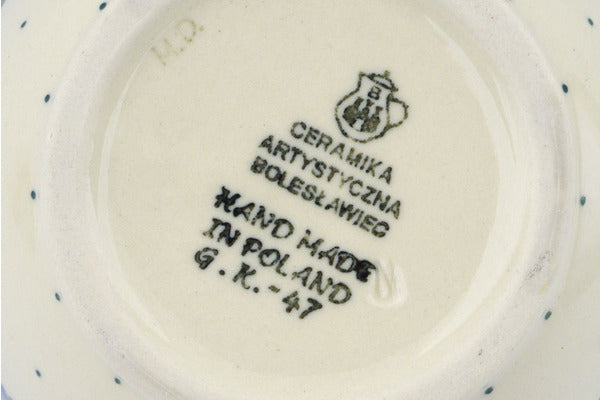 M.D.
B
CERAMIKA
ARTYSTYCZNA
BOLESŁAWIEC
HAND MADE
IN POLAND
G.K.-47